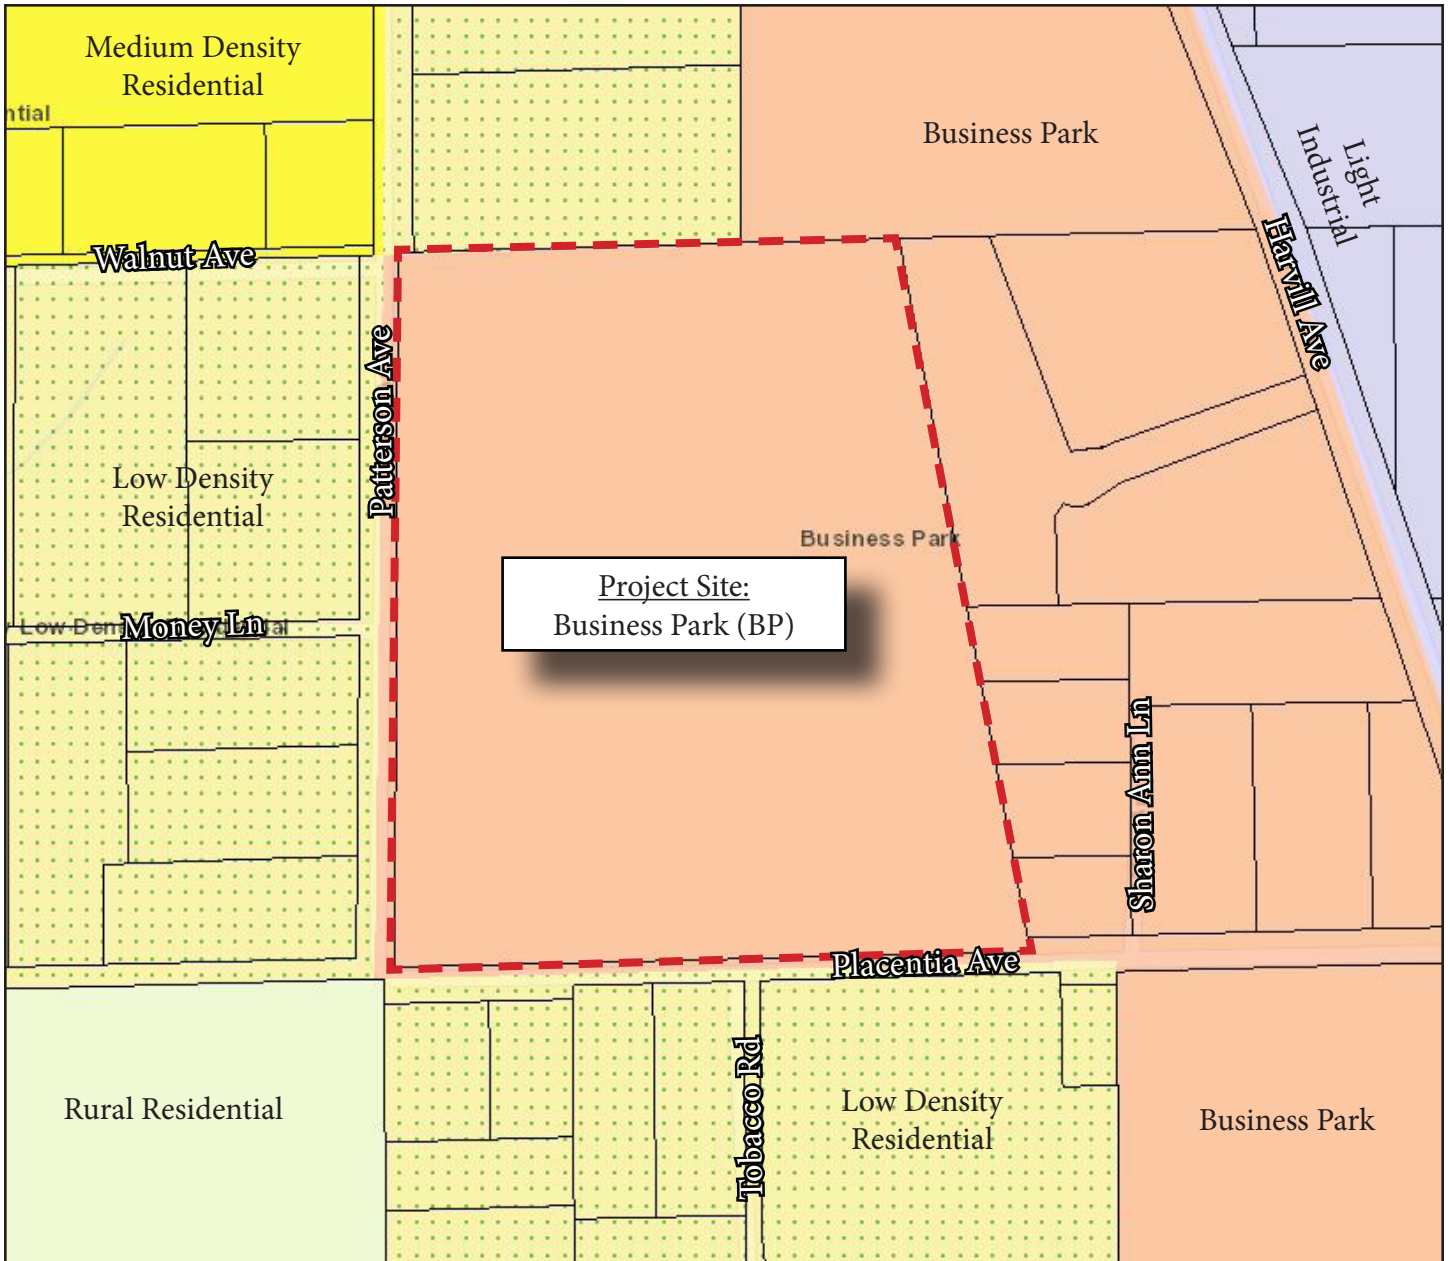 Medium Density
Residential
ntial
Business Park
Light
Industrial
Walnut Ave
Harvill Ave
Patterson Ave
Low Density
Residential
Business Park
Project Site:
Business Park (BP)
Money Ln
Sharon Ann Ln
Placentia Ave
Tobacco Rd
Rural Residential
Low Density
Residential
Business Park